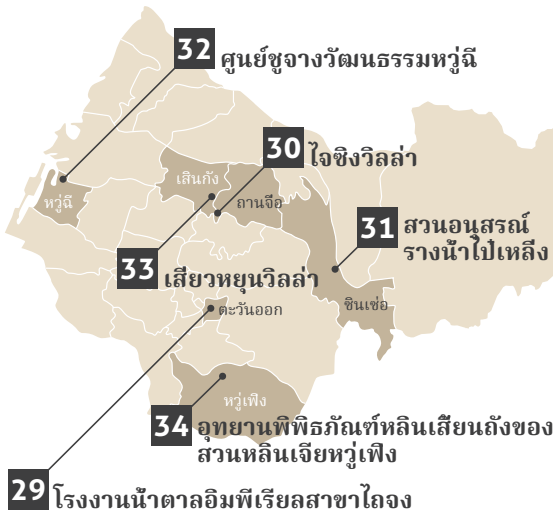 32 ศูนย์ชูจางวัฒนธรรมหวู่ฉี
30 ไจซิงวิลล่า
เสินกัง
ถานจือ
หวู่ฉี
31 สวนอนุสรณ์
รางน้ำไป๋เหลิ่ง
33 เสี่ยวหยุนวิลล่า
ซินเซ่อ
ตะวันออก
หวู่เฟิง
34 อุทยานพิพิธภัณฑ์หลินเสี้ยนถังของ
สวนหลินเจียหวู่เฟิง
29 โรงงานน้ำตาลอิมพีเรียลสาขาไถจง